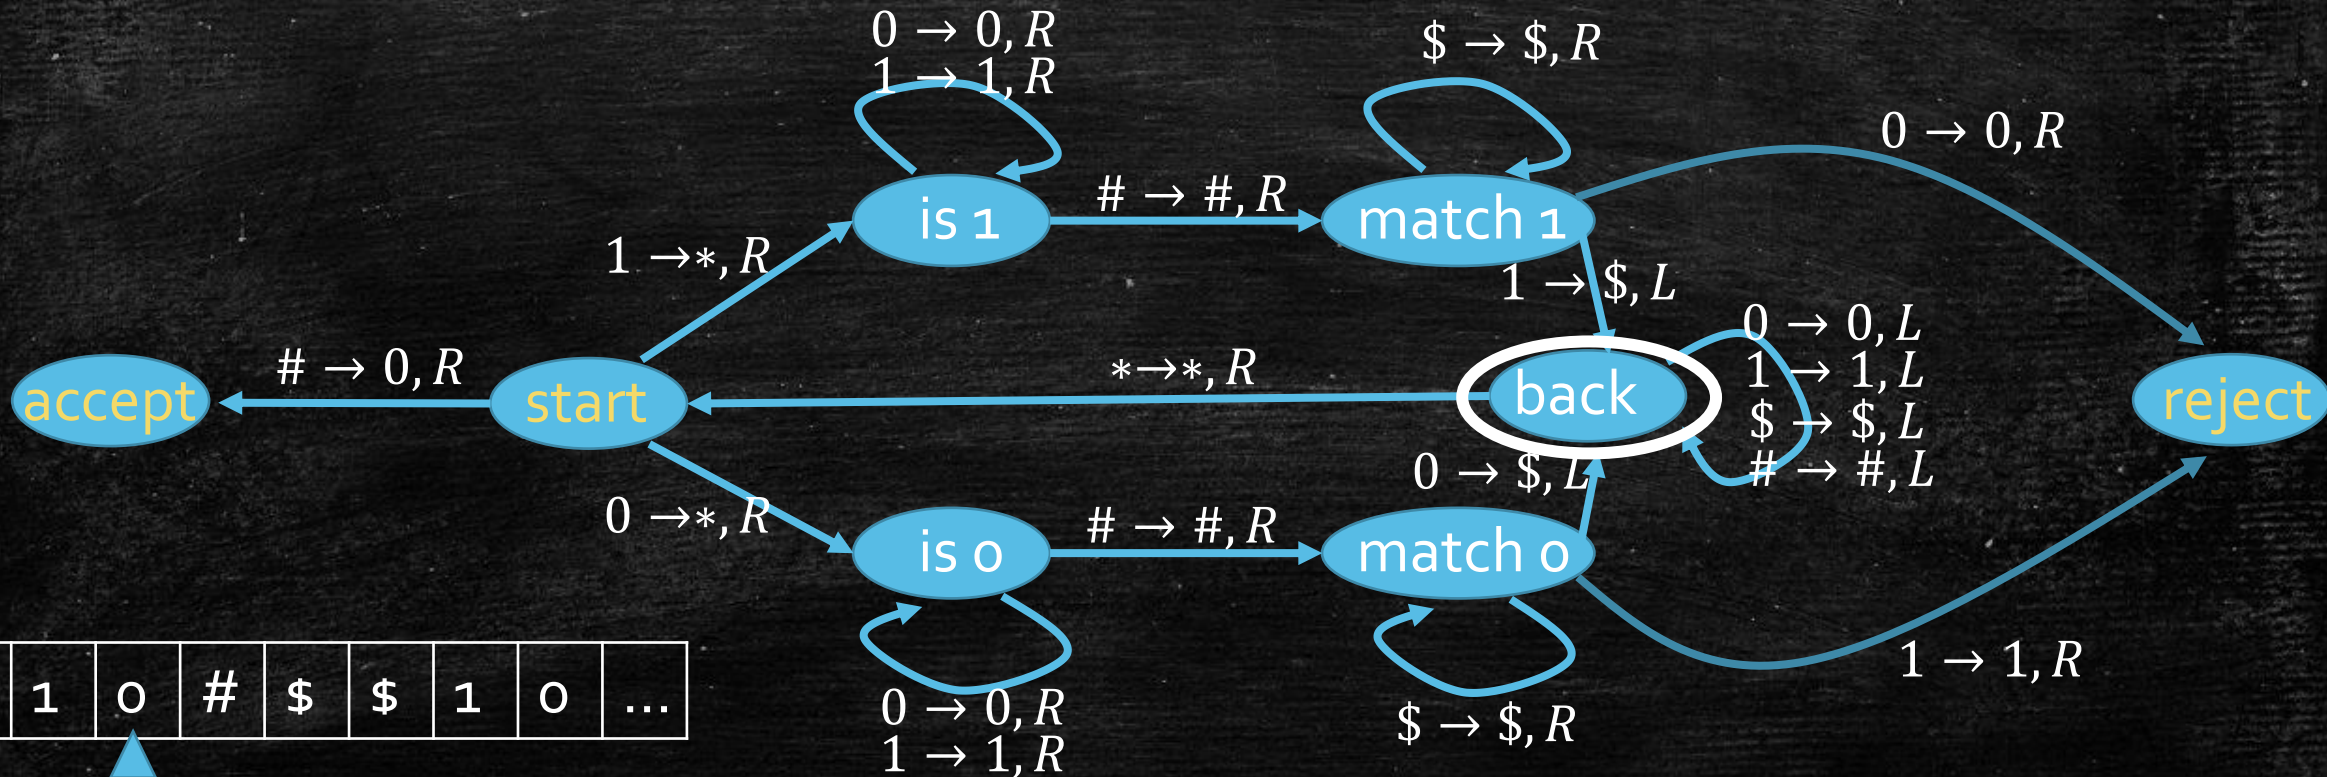 0 → 0, R
1 → 1, R
$ → $, R
0 → 0, R
# → #, R
is 1
match 1
1 →*, R
1 → $, L
0 → 0, L
1 → 1, L
$ → $, L
# → #, L
# → 0, R
*→*, R
accept
start
back
reject
0 → $, L
0 →*, R
# → #, R
is 0
match 0
1 → 1, R
0 → 0, R
1 → 1, R
$ → $, R
1 0 # $ $ 1 0 ...